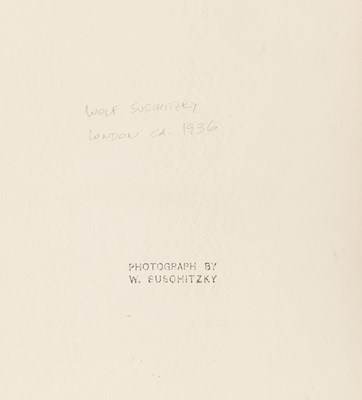 WOLF SUSCHITZKY
LONDON CA. 1936
PHOTOGRAPH BY
W. SUSCHITZKY